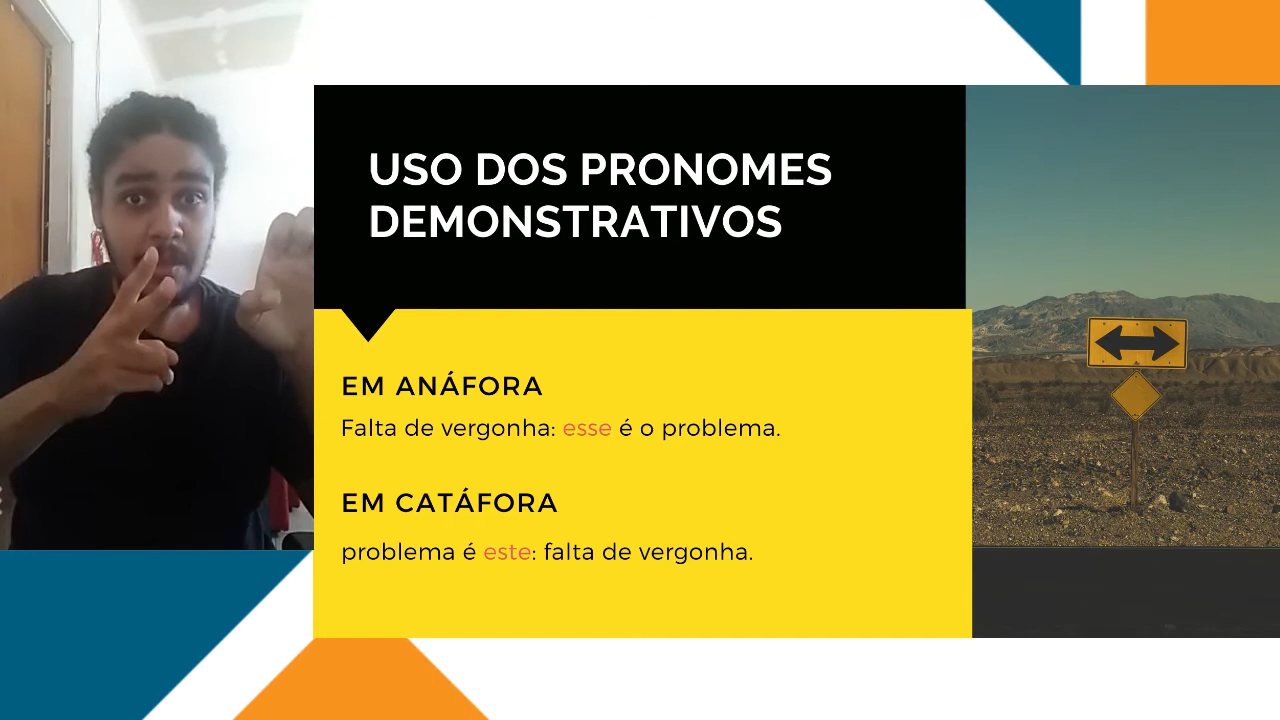 USO DOS PRONOMES
DEMONSTRATIVOS
EM ANÁFORA
Falta de vergonha: esse é o problema.
EM CATÁFORA
problema é este: falta de vergonha.